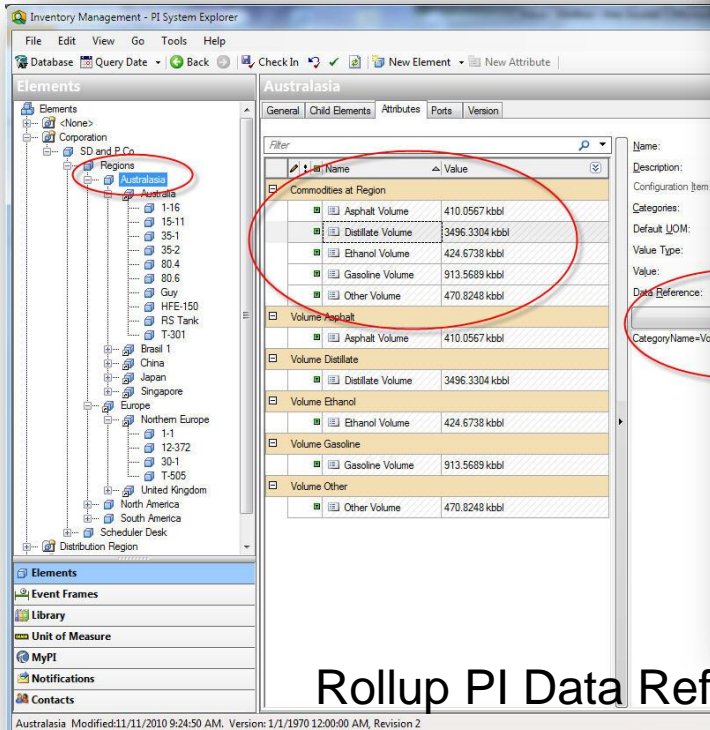 Inventory Management - PI System Explorer
File Edit View Go Tools Help
Database Query Date Back Check In New Element New Attribute
Elements
Elements
<None>
Corporation
SD and P Co
Regions
Australasia
Australia
1-16
15-11
35-1
35-2
80.4
80.6
Guy
HFE-150
RS Tank
T-301
Brasil 1
China
Japan
Singapore
Europe
Northern Europe
1-1
12-372
30-1
T-505
United Kingdom
North America
South America
Scheduler Desk
Distribution Region
Elements
Event Frames
Library
Unit of Measure
MyPI
Notifications
Contacts
Australasia
General Child Elements Attributes Ports Version
Filter
Name Value
Commodities at Region
Asphalt Volume 410.0567 kbbl
Distillate Volume 3496.3304 kbbl
Ethanol Volume 424.6738 kbbl
Gasoline Volume 913.5689 kbbl
Other Volume 470.8248 kbbl
Volume Asphalt
Asphalt Volume 410.0567 kbbl
Volume Distillate
Distillate Volume 3496.3304 kbbl
Volume Ethanol
Ethanol Volume 424.6738 kbbl
Volume Gasoline
Gasoline Volume 913.5689 kbbl
Volume Other
Other Volume 470.8248 kbbl
Name:
Description:
Configuration Item
Categories:
Default UOM:
Value Type:
Value:
Data Reference:
CategoryName=Vo
Rollup PI Data Ref
Australasia Modified:11/11/2010 9:24:50 AM. Version: 1/1/1970 12:00:00 AM, Revision 2